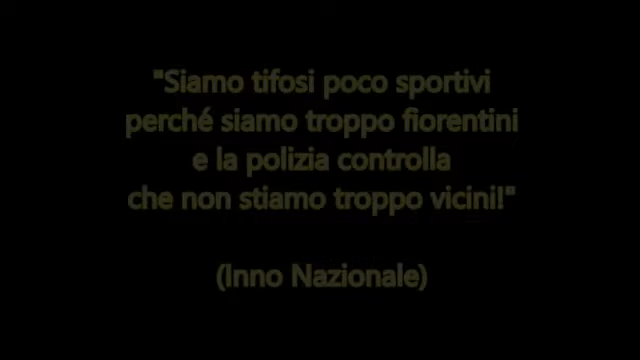 "Siamo tifosi poco sportivi
perché siamo troppo fiorentini
e la polizia controlla
che non stiamo troppo vicini!"
(Inno Nazionale)